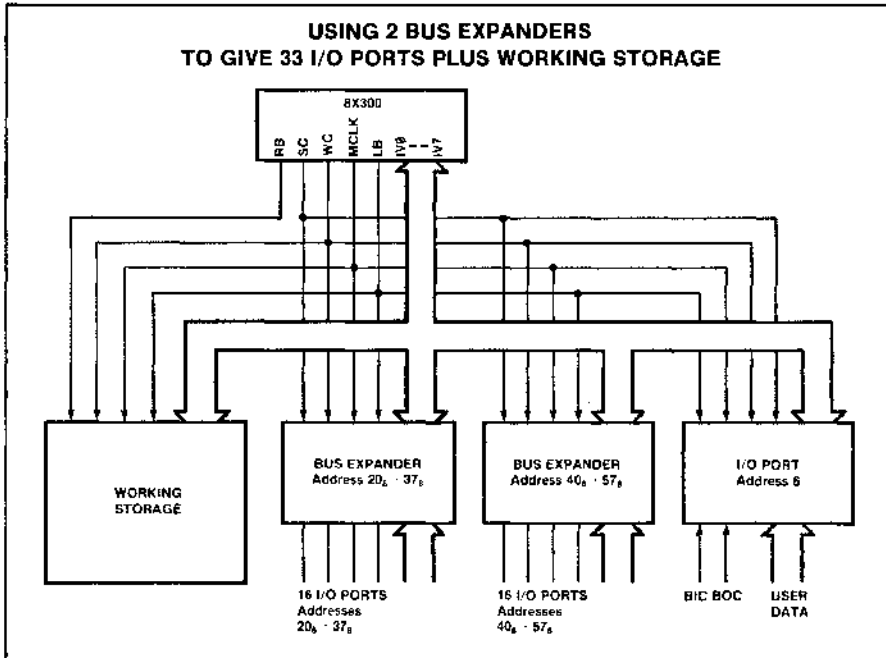 USING 2 BUS EXPANDERS
TO GIVE 33 I/O PORTS PLUS WORKING STORAGE
8X300
RB SC WC MCLK LB IV0 --- IV7
WORKING
STORAGE
BUS EXPANDER
Address 20₈ - 37₈
BUS EXPANDER
Address 40₈ - 57₈
I/O PORT
Address 6
16 I/O PORTS
Addresses
20₈ - 37₈
16 I/O PORTS
Addresses
40₈ - 57₈
BIC BOC
USER
DATA